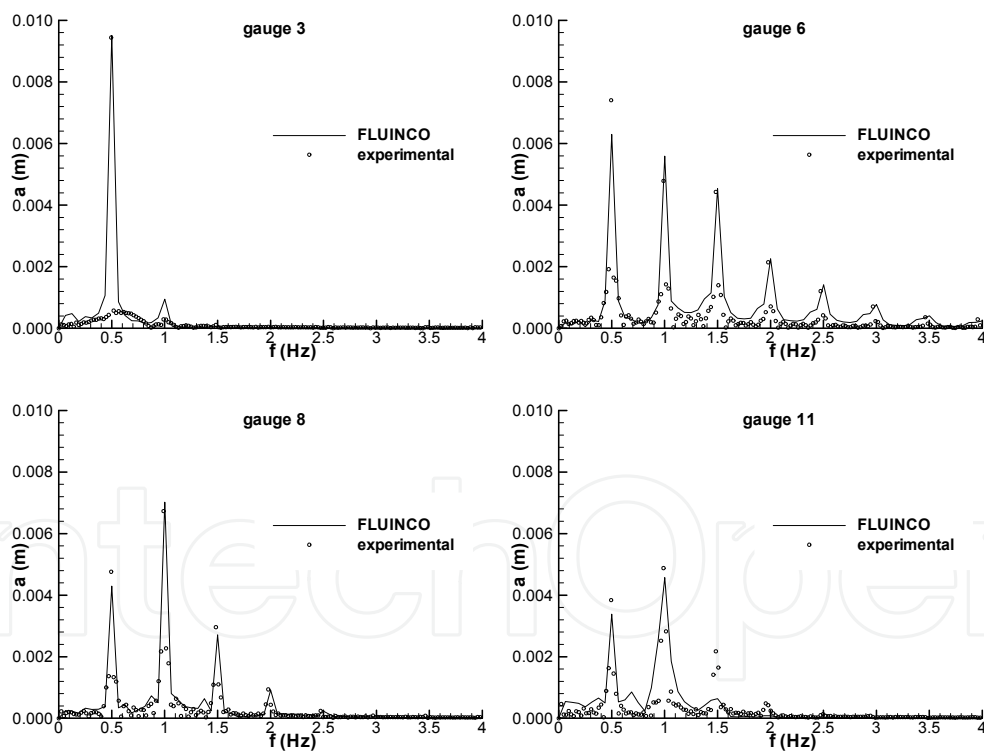 gauge 3
FLUINCO
experimental
a (m)
0.010
0.008
0.006
0.004
0.002
0.000
0 0.5 1 1.5 2 2.5 3 3.5 4
f (Hz)
gauge 6
FLUINCO
experimental
a (m)
0.010
0.008
0.006
0.004
0.002
0.000
0 0.5 1 1.5 2 2.5 3 3.5 4
f (Hz)
gauge 8
FLUINCO
experimental
a (m)
0.010
0.008
0.006
0.004
0.002
0.000
0 0.5 1 1.5 2 2.5 3 3.5 4
f (Hz)
gauge 11
FLUINCO
experimental
a (m)
0.010
0.008
0.006
0.004
0.002
0.000
0 0.5 1 1.5 2 2.5 3 3.5 4
f (Hz)
ntechOpen